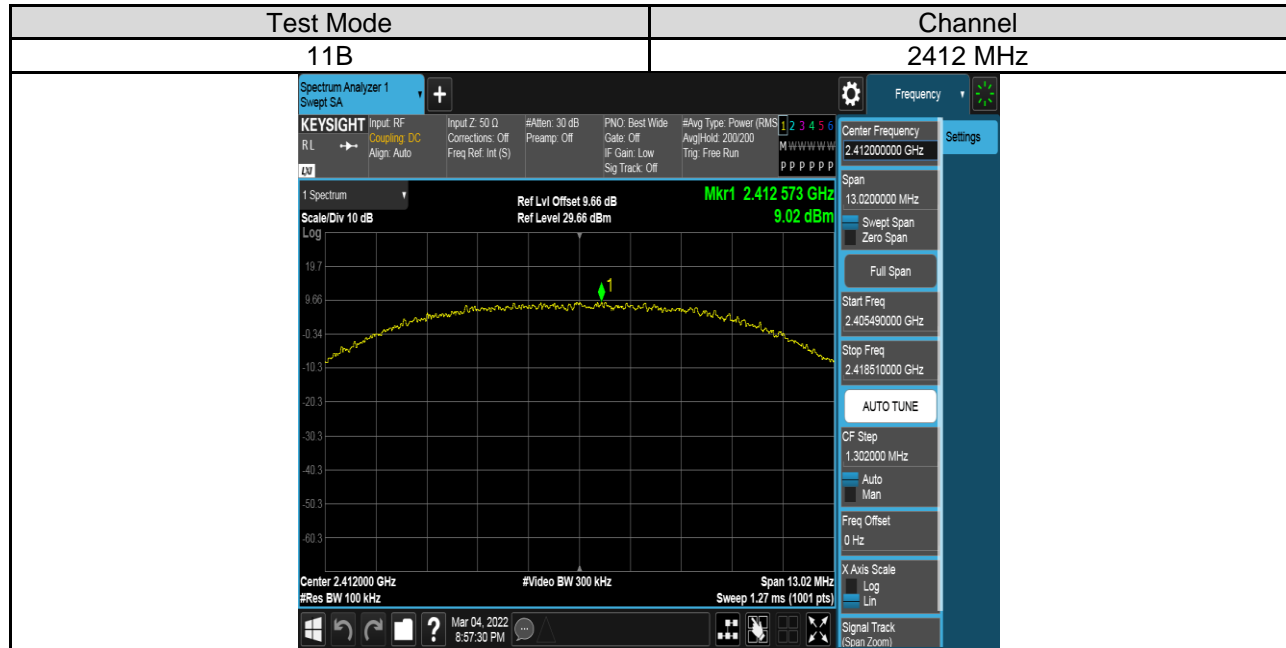 Test Mode Channel
11B 2412 MHz
Spectrum Analyzer 1
Swept SA
Frequency
KEYSIGHT
RL
LXI
Input: RF
Coupling: DC
Align: Auto
Input Z: 50 Ω
Corrections: Off
Freq Ref: Int (S)
#Atten: 30 dB
Preamp: Off
PNO: Best Wide
Gate: Off
IF Gain: Low
Sig Track: Off
#Avg Type: Power (RMS
Avg|Hold: 200/200
Trig: Free Run
1 2 3 4 5 6
M W W W W W
P P P P P P
1 Spectrum
Scale/Div 10 dB
Log
Ref Lvl Offset 9.66 dB
Ref Level 29.66 dBm
Mkr1 2.412 573 GHz
9.02 dBm
1
19.7
9.66
-0.34
-10.3
-20.3
-30.3
-40.3
-50.3
-60.3
Center 2.412000 GHz
#Res BW 100 kHz
#Video BW 300 kHz
Span 13.02 MHz
Sweep 1.27 ms (1001 pts)
Mar 04, 2022
8:57:30 PM
Center Frequency
2.412000000 GHz
Settings
Span
13.0200000 MHz
Swept Span
Zero Span
Full Span
Start Freq
2.405490000 GHz
Stop Freq
2.418510000 GHz
AUTO TUNE
CF Step
1.302000 MHz
Auto
Man
Freq Offset
0 Hz
X Axis Scale
Log
Lin
Signal Track
(Span Zoom)